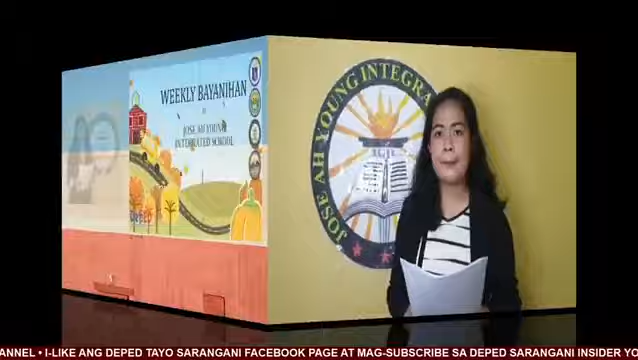 WEEKLY BAYANIHAN
JOSE AH YOUNG
INTEGRATED SCHOOL
JOSE AH YOUNG INTEGRA
ANNEL • I-LIKE ANG DEPED TAYO SARANGANI FACEBOOK PAGE AT MAG-SUBSCRIBE SA DEPED SARANGANI INSIDER YO